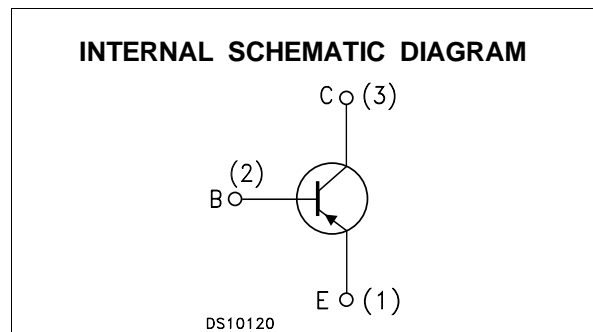 INTERNAL SCHEMATIC DIAGRAM
C (3)
(2)
B
E (1)
DS10120